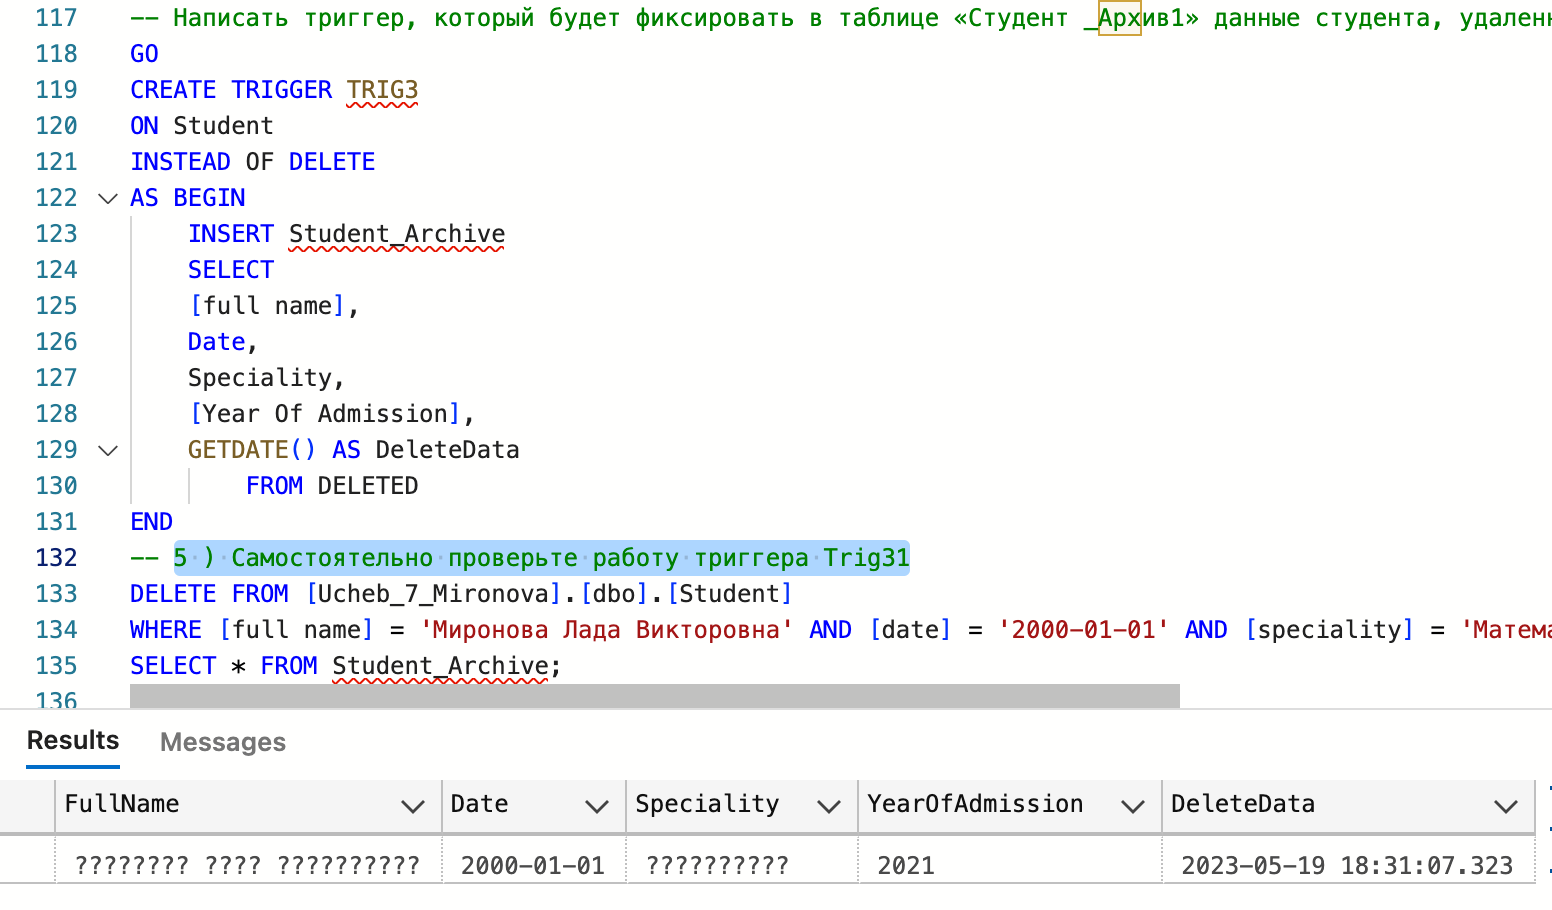 117 -- Написать триггер, который будет фиксировать в таблице «Студент _Архив1» данные студента,
118 GO
119 CREATE TRIGGER TRIG3
120 ON Student
121 INSTEAD OF DELETE
122 AS BEGIN
123 INSERT Student_Archive
124 SELECT
125 [full name],
126 Date,
127 Speciality,
128 [Year Of Admission],
129 GETDATE() AS DeleteData
130 FROM DELETED
131 END
132 -- 5 ) Самостоятельно проверьте работу триггера Trig31
133 DELETE FROM [Ucheb_7_Mironova].[dbo].[Student]
134 WHERE [full name] = 'Миронова Лада Викторовна' AND [date] = '2000-01-01' AND [speciality] =
135 SELECT * FROM Student_Archive;
136
Results Messages
FullName Date Speciality YearOfAdmission DeleteData
???????? ???? ?????????? 2000-01-01 ?????????? 2021 2023-05-19 18:31:07.323